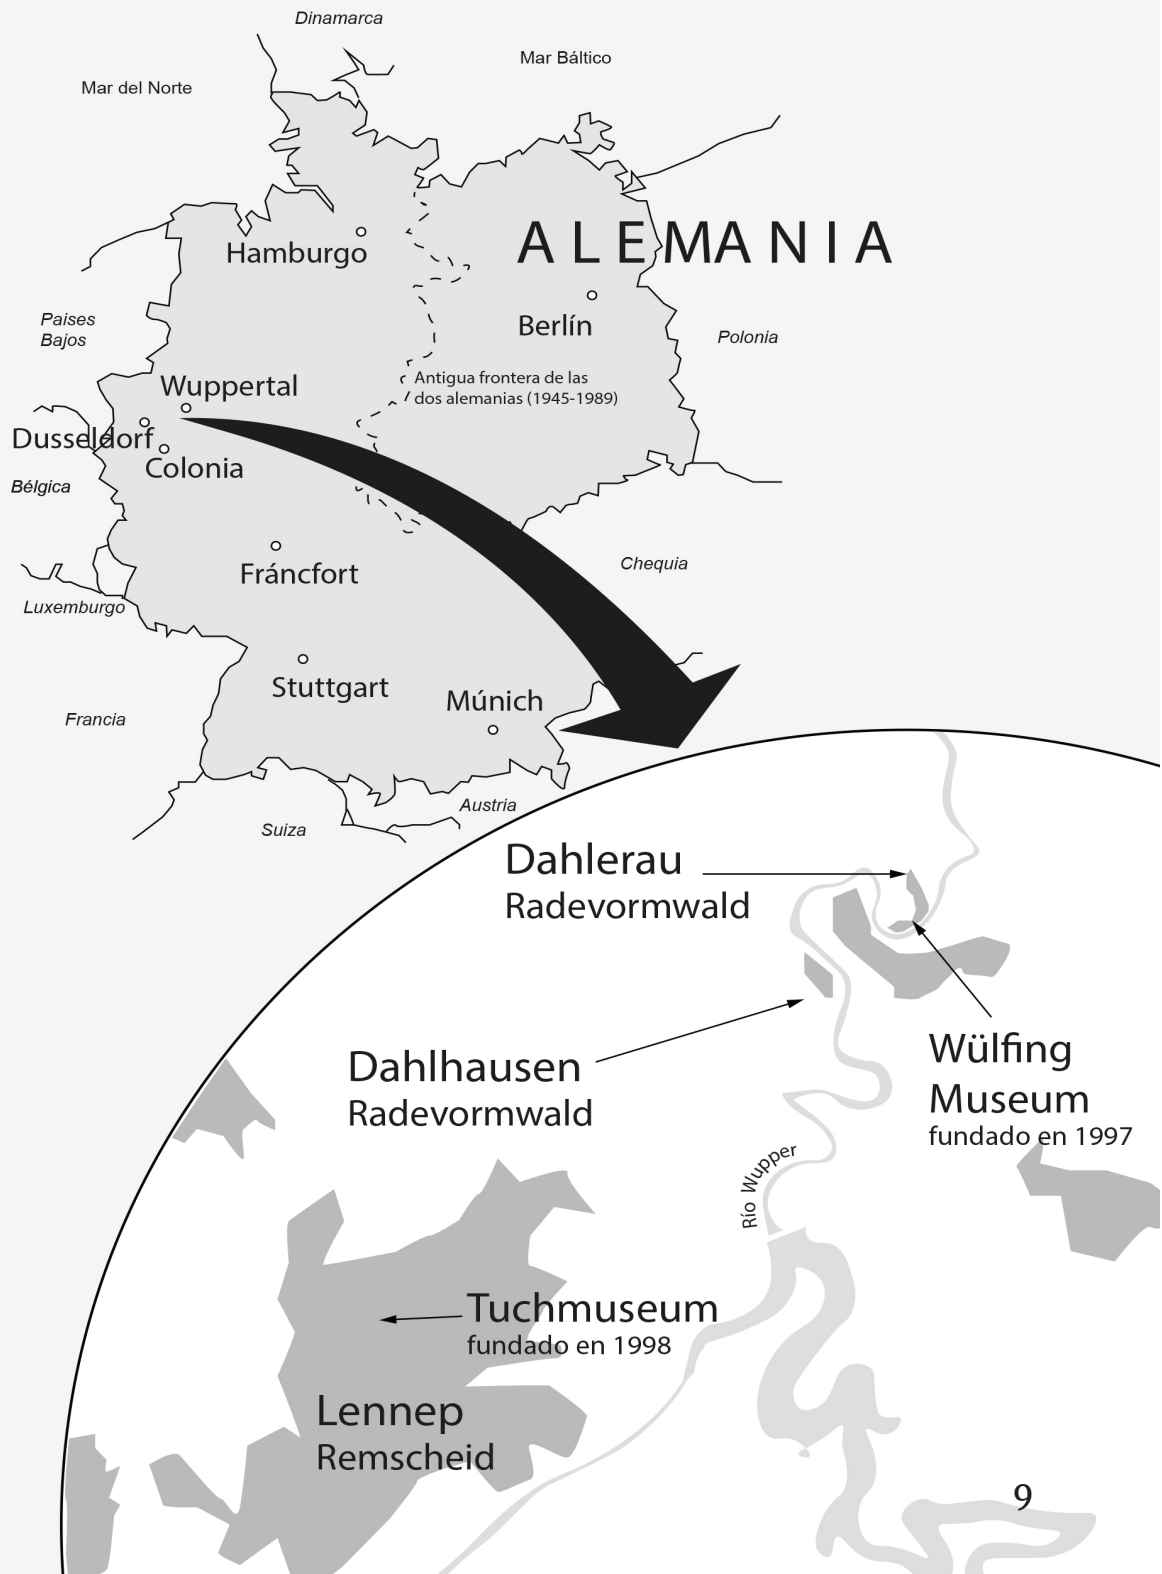 Dinamarca
Mar Báltico
Mar del Norte
ALEMANIA
Hamburgo
Paises
Bajos
Berlín
Polonia
Antigua frontera de las
dos alemanias (1945-1989)
Wuppertal
Dusseldorf
Colonia
Bélgica
Chequia
Fráncfort
Luxemburgo
Stuttgart
Múnich
Francia
Austria
Suiza
Dahlerau
Radevormwald
Wülfing
Museum
fundado en 1997
Dahlhausen
Radevormwald
Río Wupper
Tuchmuseum
fundado en 1998
Lennep
Remscheid
9